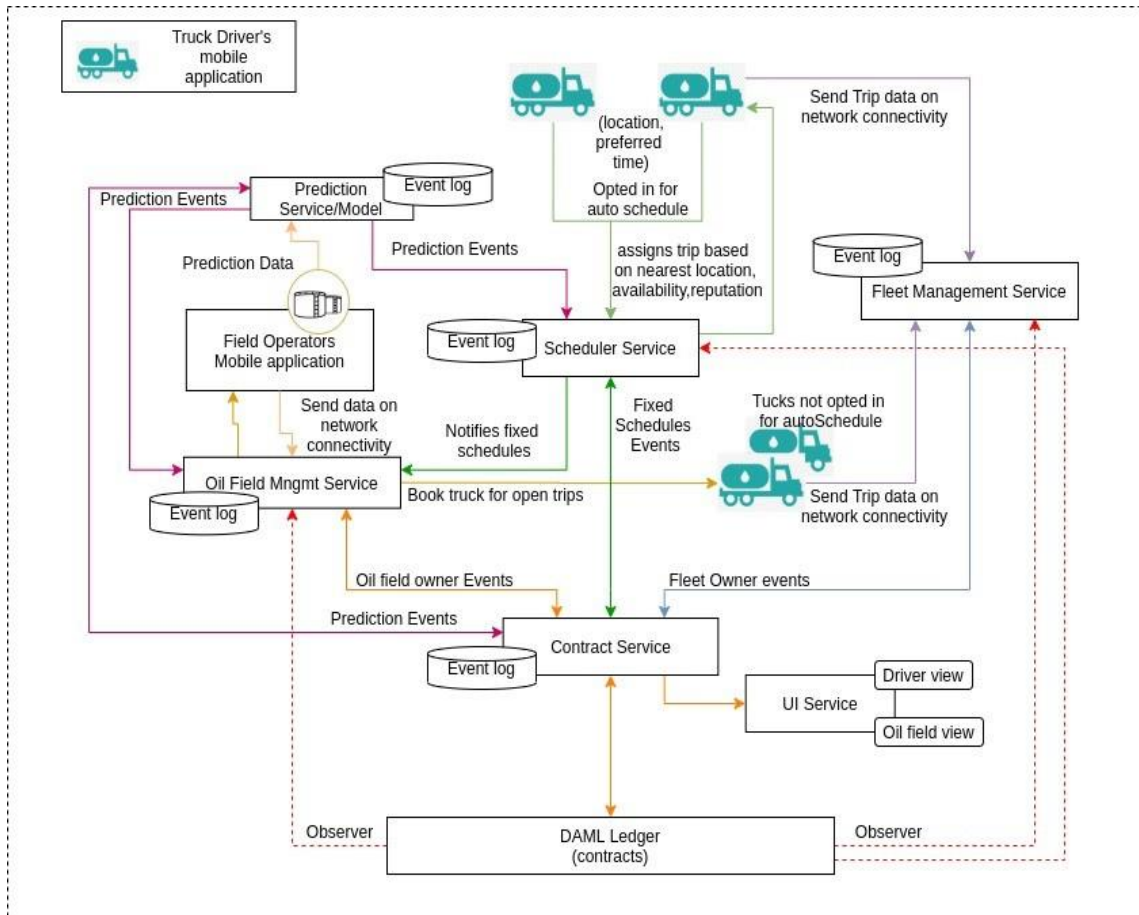 Truck Driver's
mobile
application
(location,
preferred
time)
Opted in for
auto schedule
Send Trip data on
network connectivity
Event log
Prediction
Service/Model
Prediction Events
Prediction Events
assigns trip based
on nearest location,
availability,reputation
Event log
Fleet Management Service
Prediction Data
Field Operators
Mobile application
Event log
Scheduler Service
Send data on
network
connectivity
Notifies fixed
schedules
Fixed
Schedules
Events
Tucks not opted in
for autoSchedule
Oil Field Mngmt Service
Event log
Book truck for open trips
Send Trip data on
network connectivity
Oil field owner Events
Fleet Owner events
Prediction Events
Contract Service
Event log
Driver view
UI Service
Oil field view
Observer
DAML Ledger
(contracts)
Observer